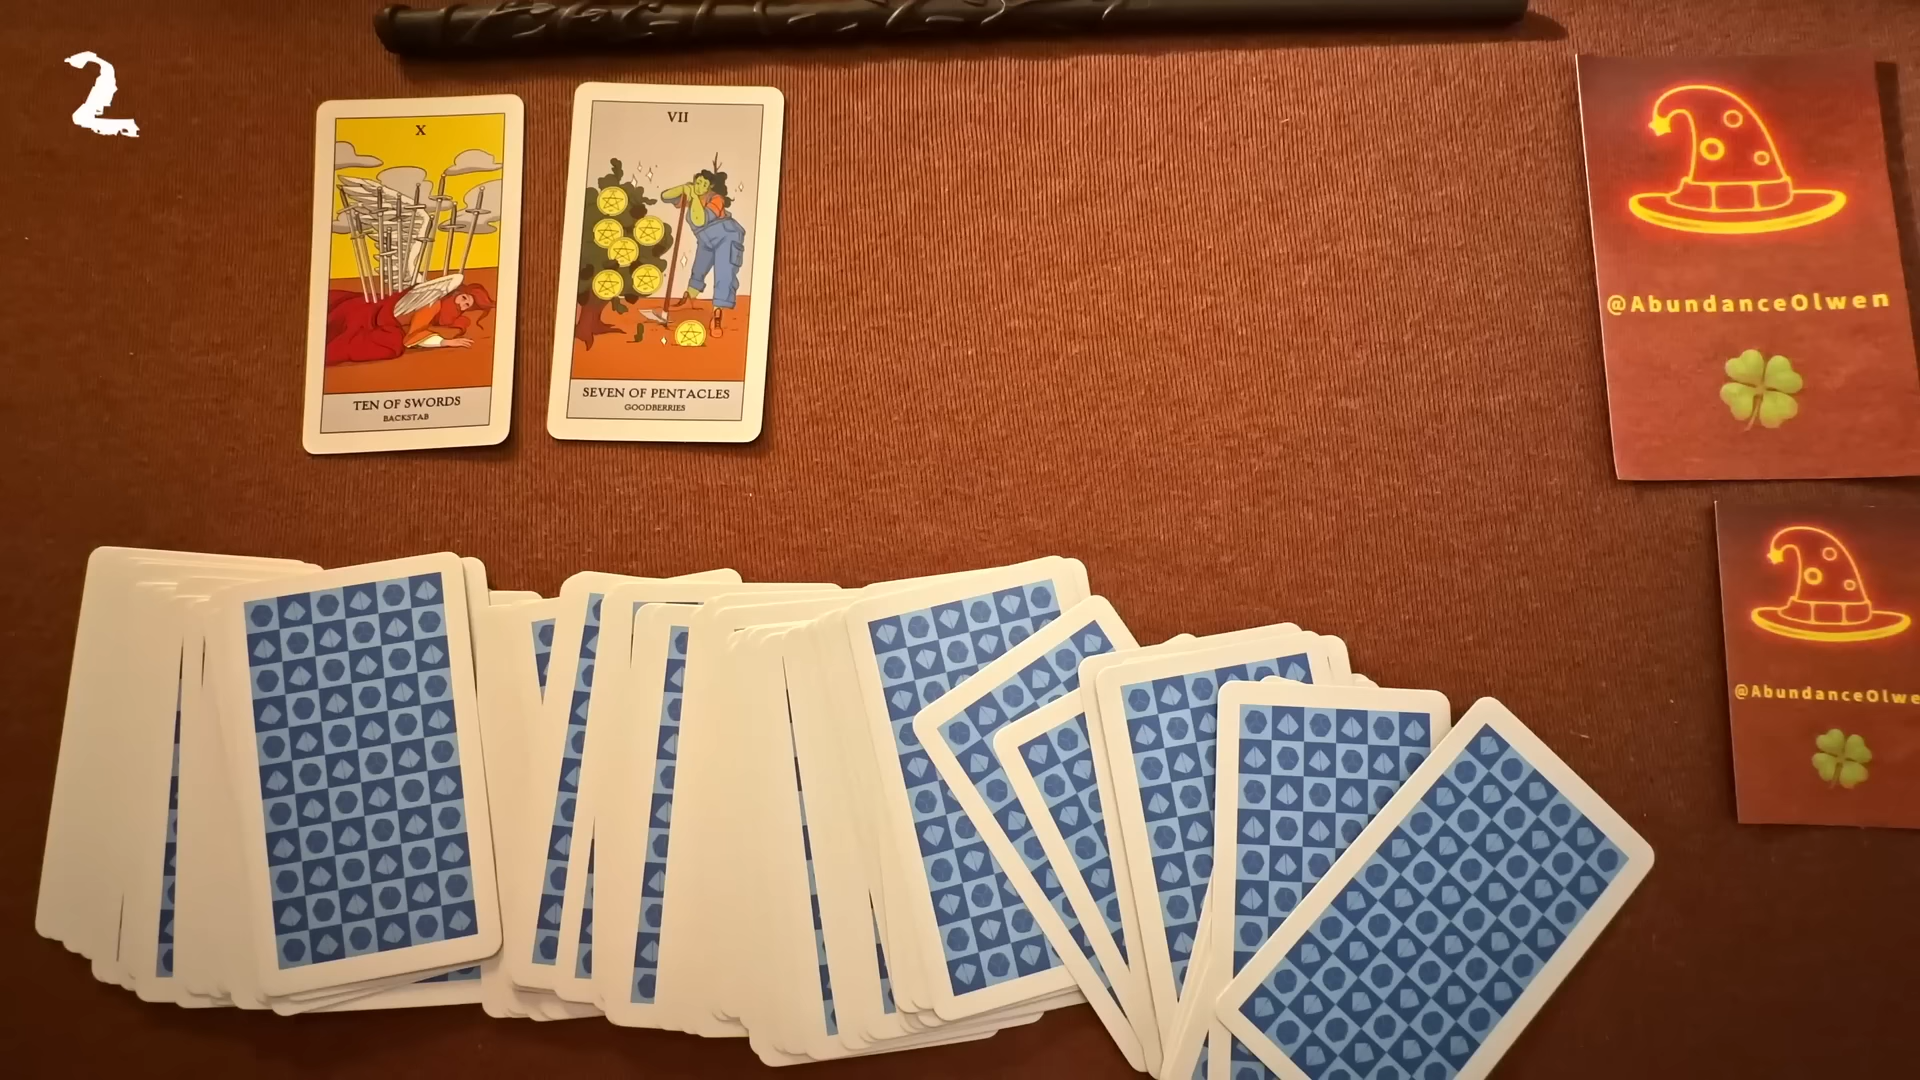 2
X
TEN OF SWORDS
BACKSTAB
VII
SEVEN OF PENTACLES
GOODBERRIES
@AbundanceOlwen
@AbundanceOlwe